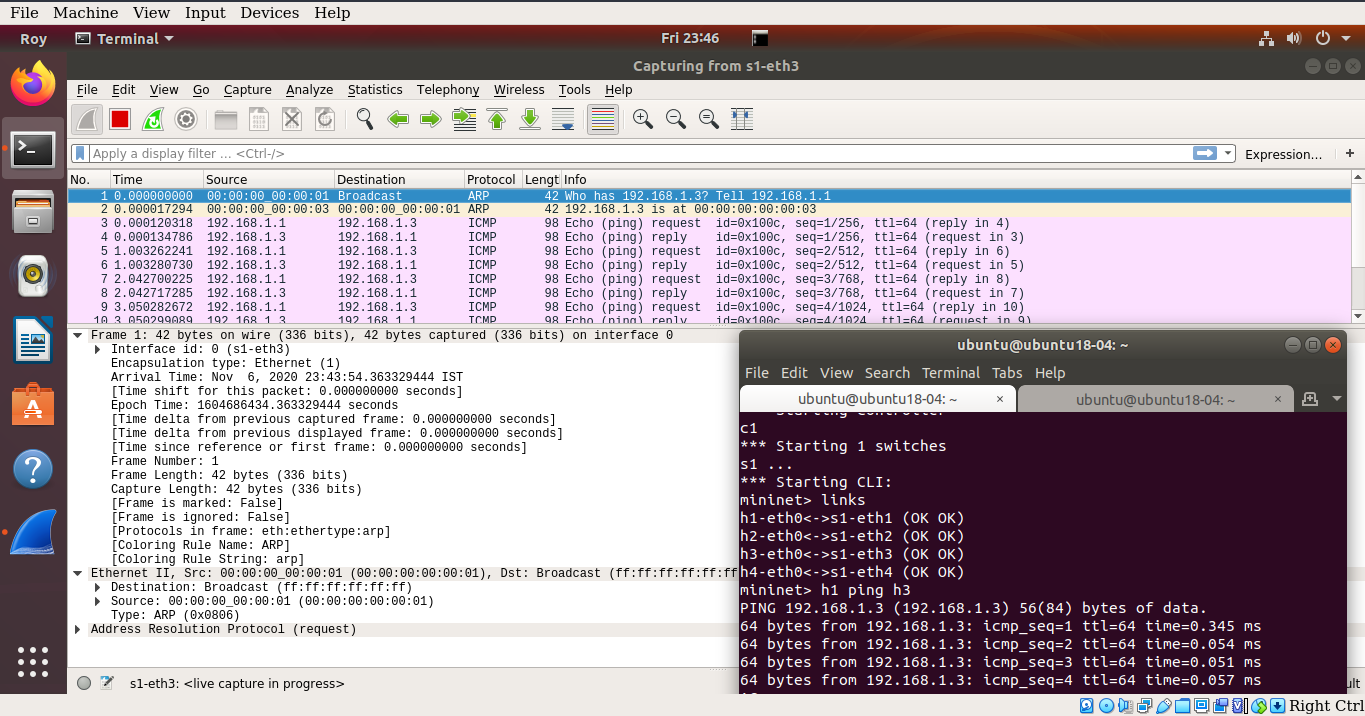 File Machine View Input Devices Help
Roy Terminal Fri 23:46
Capturing from s1-eth3
File Edit View Go Capture Analyze Statistics Telephony Wireless Tools Help
Apply a display filter ... <Ctrl-/> Expression... +
No. Time Source Destination Protocol Lengt Info
1 0.000000000 00:00:00_00:00:01 Broadcast ARP 42 Who has 192.168.1.3? Tell 192.168.1.1
2 0.000017294 00:00:00_00:00:03 00:00:00_00:00:01 ARP 42 192.168.1.3 is at 00:00:00:00:00:03
3 0.000120318 192.168.1.1 192.168.1.3 ICMP 98 Echo (ping) request id=0x100c, seq=1/256, ttl=64 (reply in 4)
4 0.000134786 192.168.1.3 192.168.1.1 ICMP 98 Echo (ping) reply id=0x100c, seq=1/256, ttl=64 (request in 3)
5 1.003262241 192.168.1.1 192.168.1.3 ICMP 98 Echo (ping) request id=0x100c, seq=2/512, ttl=64 (reply in 6)
6 1.003280730 192.168.1.3 192.168.1.1 ICMP 98 Echo (ping) reply id=0x100c, seq=2/512, ttl=64 (request in 5)
7 2.042700225 192.168.1.1 192.168.1.3 ICMP 98 Echo (ping) request id=0x100c, seq=3/768, ttl=64 (reply in 8)
8 2.042717285 192.168.1.3 192.168.1.1 ICMP 98 Echo (ping) reply id=0x100c, seq=3/768, ttl=64 (request in 7)
9 3.050282672 192.168.1.1 192.168.1.3 ICMP 98 Echo (ping) request id=0x100c, seq=4/1024, ttl=64 (reply in 10)
10 3.050299089 192.168.1.3 192.168.1.1 ICMP 98 Echo (ping) reply id=0x100c, seq=4/1024, ttl=64 (request in 9)
Frame 1: 42 bytes on wire (336 bits), 42 bytes captured (336 bits) on interface 0
Interface id: 0 (s1-eth3)
Encapsulation type: Ethernet (1)
Arrival Time: Nov 6, 2020 23:43:54.363329444 IST
[Time shift for this packet: 0.000000000 seconds]
Epoch Time: 1604686434.363329444 seconds
[Time delta from previous captured frame: 0.000000000 seconds]
[Time delta from previous displayed frame: 0.000000000 seconds]
[Time since reference or first frame: 0.000000000 seconds]
Frame Number: 1
Frame Length: 42 bytes (336 bits)
Capture Length: 42 bytes (336 bits)
[Frame is marked: False]
[Frame is ignored: False]
[Protocols in frame: eth:ethertype:arp]
[Coloring Rule Name: ARP]
[Coloring Rule String: arp]
Ethernet II, Src: 00:00:00_00:00:01 (00:00:00:00:00:01), Dst: Broadcast (ff:ff:ff:ff:ff:ff
Destination: Broadcast (ff:ff:ff:ff:ff:ff)
Source: 00:00:00_00:00:01 (00:00:00:00:00:01)
Type: ARP (0x0806)
Address Resolution Protocol (request)
s1-eth3: <live capture in progress>
ubuntu@ubuntu18-04: ~
File Edit View Search Terminal Tabs Help
ubuntu@ubuntu18-04: ~ × ubuntu@ubuntu18-04: ~ ×
Starting controller
c1
*** Starting 1 switches
s1 ...
*** Starting CLI:
mininet> links
h1-eth0<->s1-eth1 (OK OK)
h2-eth0<->s1-eth2 (OK OK)
h3-eth0<->s1-eth3 (OK OK)
h4-eth0<->s1-eth4 (OK OK)
mininet> h1 ping h3
PING 192.168.1.3 (192.168.1.3) 56(84) bytes of data.
64 bytes from 192.168.1.3: icmp_seq=1 ttl=64 time=0.345 ms
64 bytes from 192.168.1.3: icmp_seq=2 ttl=64 time=0.054 ms
64 bytes from 192.168.1.3: icmp_seq=3 ttl=64 time=0.051 ms
64 bytes from 192.168.1.3: icmp_seq=4 ttl=64 time=0.057 ms
ult
Right Ctrl